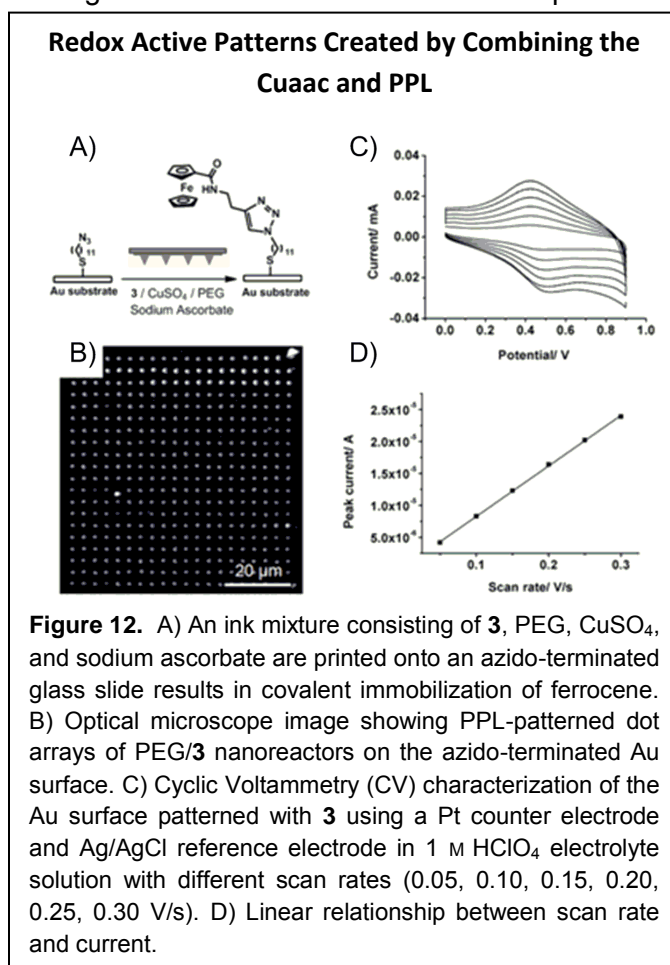 Redox Active Patterns Created by Combining the
Cuaac and PPL
A)
O
Fe
HN
N
N
N
N₃
( )₁₁
S
Au substrate
3 / CuSO₄ / PEG
Sodium Ascorbate
( )₁₁
S
Au substrate
B)
20 µm
C)
0.04
0.02
0.00
-0.02
-0.04
Current/ mA
0.0 0.2 0.4 0.6 0.8 1.0
Potential/ V
D)
2.5x10⁻⁵
2.0x10⁻⁵
1.5x10⁻⁵
1.0x10⁻⁵
5.0x10⁻⁶
Peak current/ A
0.1 0.2 0.3
Scan rate/ V/s
Figure 12. A) An ink mixture consisting of 3, PEG, CuSO₄,
and sodium ascorbate are printed onto an azido-terminated
glass slide results in covalent immobilization of ferrocene.
B) Optical microscope image showing PPL-patterned dot
arrays of PEG/3 nanoreactors on the azido-terminated Au
surface. C) Cyclic Voltammetry (CV) characterization of the
Au surface patterned with 3 using a Pt counter electrode
and Ag/AgCl reference electrode in 1 M HClO₄ electrolyte
solution with different scan rates (0.05, 0.10, 0.15, 0.20,
0.25, 0.30 V/s). D) Linear relationship between scan rate
and current.